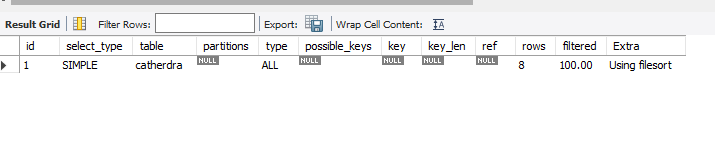 Result Grid Filter Rows: Export: Wrap Cell Content: IA
id select_type table partitions type possible_keys key key_len ref rows filtered Extra
1 SIMPLE catherdra NULL ALL NULL NULL NULL NULL 8 100.00 Using filesort